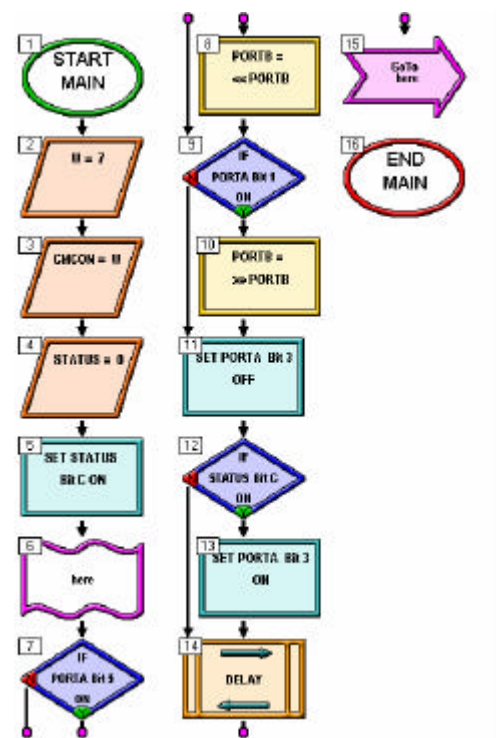 1
START
MAIN
2
W = 7
3
CMCON = W
4
STATUS = 0
5
SET STATUS
Bit C ON
6
here
7
IF
PORTA Bit 5
ON
8
PORTB =
<< PORTB
9
IF
PORTA Bit 1
ON
10
PORTB =
>> PORTB
11
SET PORTA Bit 3
OFF
12
IF
STATUS Bit C
ON
13
SET PORTA Bit 3
ON
14
DELAY
15
GoTo
here
16
END
MAIN